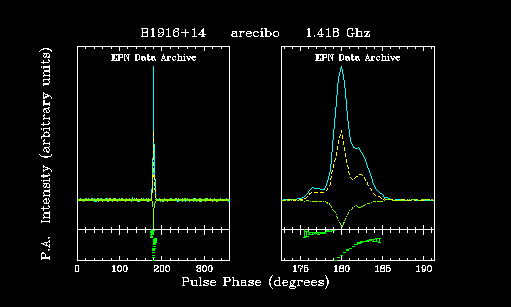 B1916+14 arecibo 1.418 Ghz
EPN Data Archive EPN Data Archive
P.A. Intensity (arbitrary units)
0 100 200 300 175 180 185 190
Pulse Phase (degrees)